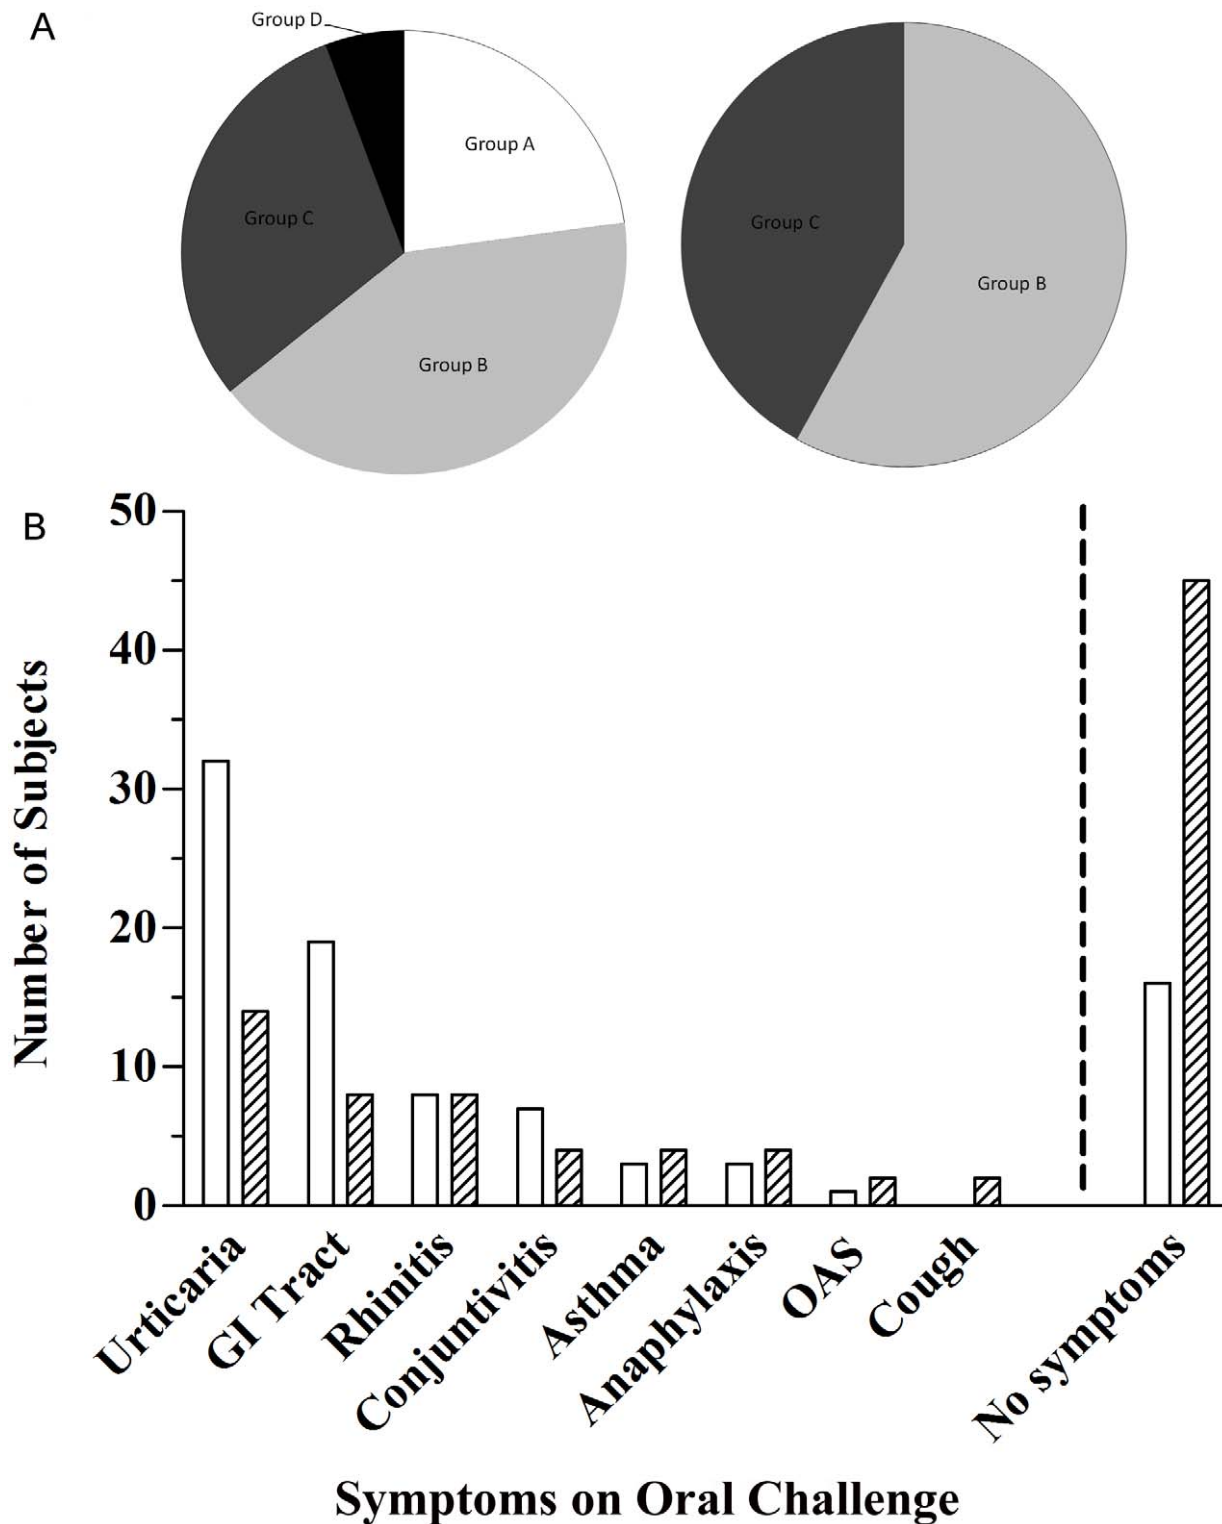 A
Group D
Group A
Group C
Group B
Group C
Group B
B
Number of Subjects
50
40
30
20
10
0
Urticaria
GI Tract
Rhinitis
Conjuntivitis
Asthma
Anaphylaxis
OAS
Cough
No symptoms
Symptoms on Oral Challenge